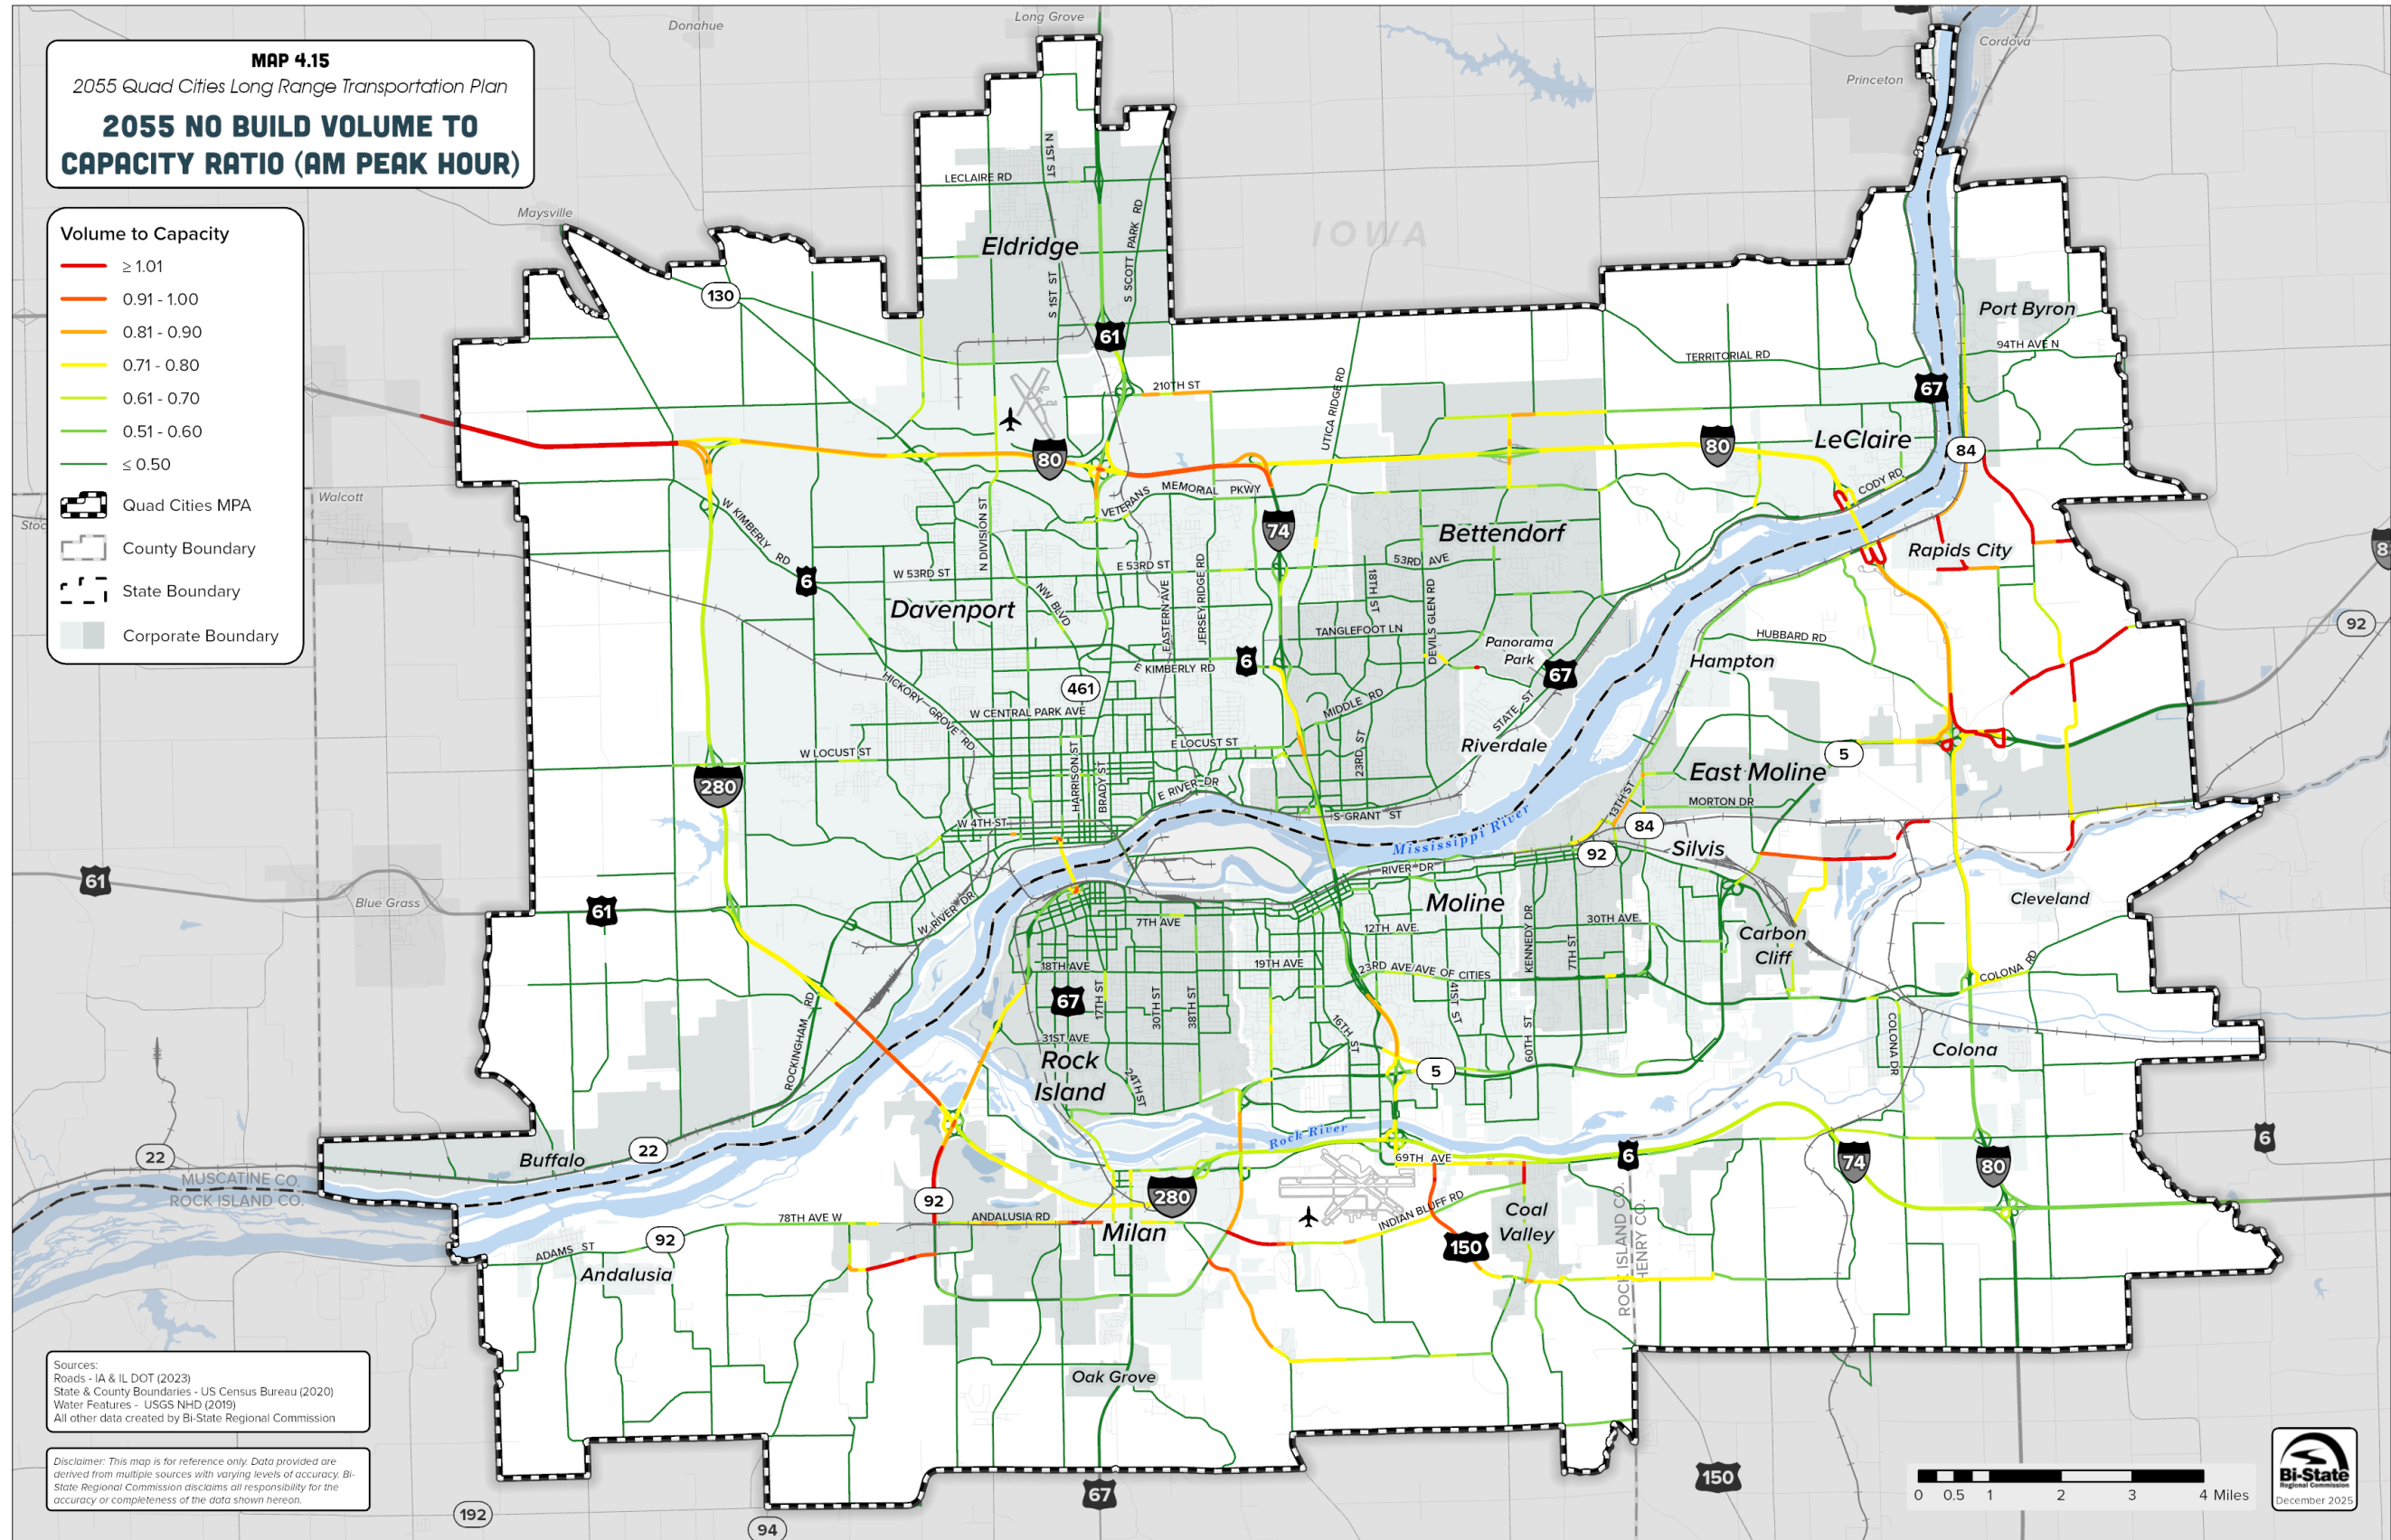 MAP 4.15
2055 Quad Cities Long Range Transportation Plan
2055 NO BUILD VOLUME TO
CAPACITY RATIO (AM PEAK HOUR)
Volume to Capacity
≥ 1.01
0.91 - 1.00
0.81 - 0.90
0.71 - 0.80
0.61 - 0.70
0.51 - 0.60
≤ 0.50
Quad Cities MPA
County Boundary
State Boundary
Corporate Boundary
Donahue
Long Grove
Cordova
Princeton
Maysville
IOWA
N 1ST ST
LECLAIRE RD
S SCOTT PARK RD
Eldridge
S 1ST ST
130
61
Port Byron
94TH AVE N
TERRITORIAL RD
67
210TH ST
UTICA RIDGE RD
LeClaire
80
80
84
CODY RD
Walcott
Stoc
MEMORIAL PKWY
VETERANS
W KIMBERLY RD
N DIVISION ST
74
Bettendorf
Rapids City
8
53RD AVE
E 53RD ST
W 53RD ST
6
18TH ST
DEVILS GLEN RD
EASTERN AVE
JERSEY RIDGE RD
NW BLVD
Davenport
92
TANGLEFOOT LN
HUBBARD RD
Panorama
Park
6
E KIMBERLY RD
67
Hampton
461
HICKORY GROVE RD
W CENTRAL PARK AVE
MIDDLE RD
STATE ST
W LOCUST ST
E LOCUST ST
23RD ST
Riverdale
5
East Moline
280
HARRISON ST
BRADY ST
E RIVER DR
MORTON DR
13TH ST
S GRANT ST
W 4TH ST
Mississippi River
84
Silvis
92
RIVER DR
61
Blue Grass
61
W RIVER DR
Moline
Cleveland
7TH AVE
12TH AVE
30TH AVE
KENNEDY DR
7TH ST
Carbon
Cliff
18TH AVE
19TH AVE
23RD AVE/AVE OF CITIES
COLONA RD
67
17TH ST
30TH ST
38TH ST
41ST ST
ROCKINGHAM RD
16TH ST
60TH ST
COLONA DR
31ST AVE
Rock
Island
24TH ST
5
Colona
Rock River
22
22
Buffalo
69TH AVE
6
74
80
6
MUSCATINE CO.
ROCK ISLAND CO.
92
280
INDIAN BLUFF RD
Coal
Valley
78TH AVE W
ANDALUSIA RD
Milan
150
ADAMS ST
92
Andalusia
ROCK ISLAND CO.
HENRY CO.
Oak Grove
Sources:
Roads - IA & IL DOT (2023)
State & County Boundaries - US Census Bureau (2020)
Water Features - USGS NHD (2019)
All other data created by Bi-State Regional Commission
Disclaimer: This map is for reference only. Data provided are
derived from multiple sources with varying levels of accuracy. Bi-
State Regional Commission disclaims all responsibility for the
accuracy or completeness of the data shown hereon.
192
94
67
150
0 0.5 1 2 3 4 Miles
Bi-State
Regional Commission
December 2025